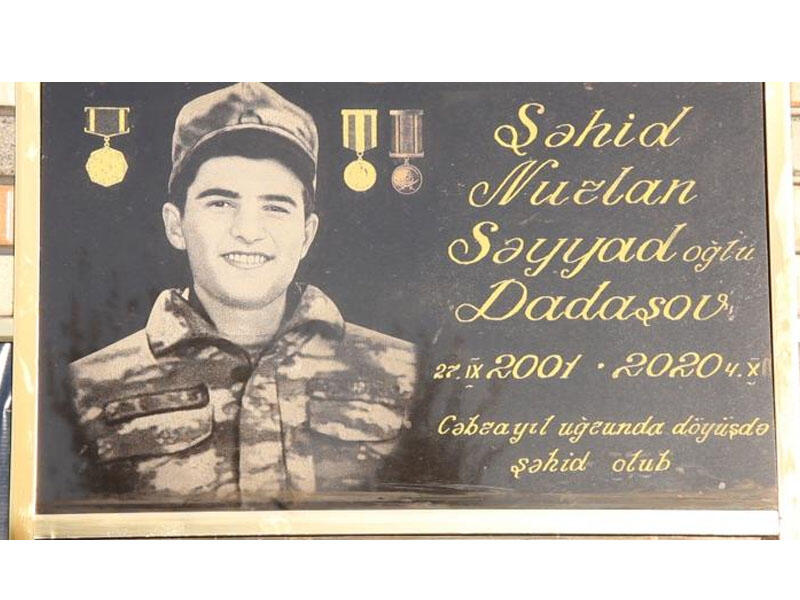 Şəhid
Nurlan
Səyyad oğlu
Dadaşov
27.IX 2001 · 2020 4.X
Cəbrayıl uğrunda döyüşdə
şəhid olub